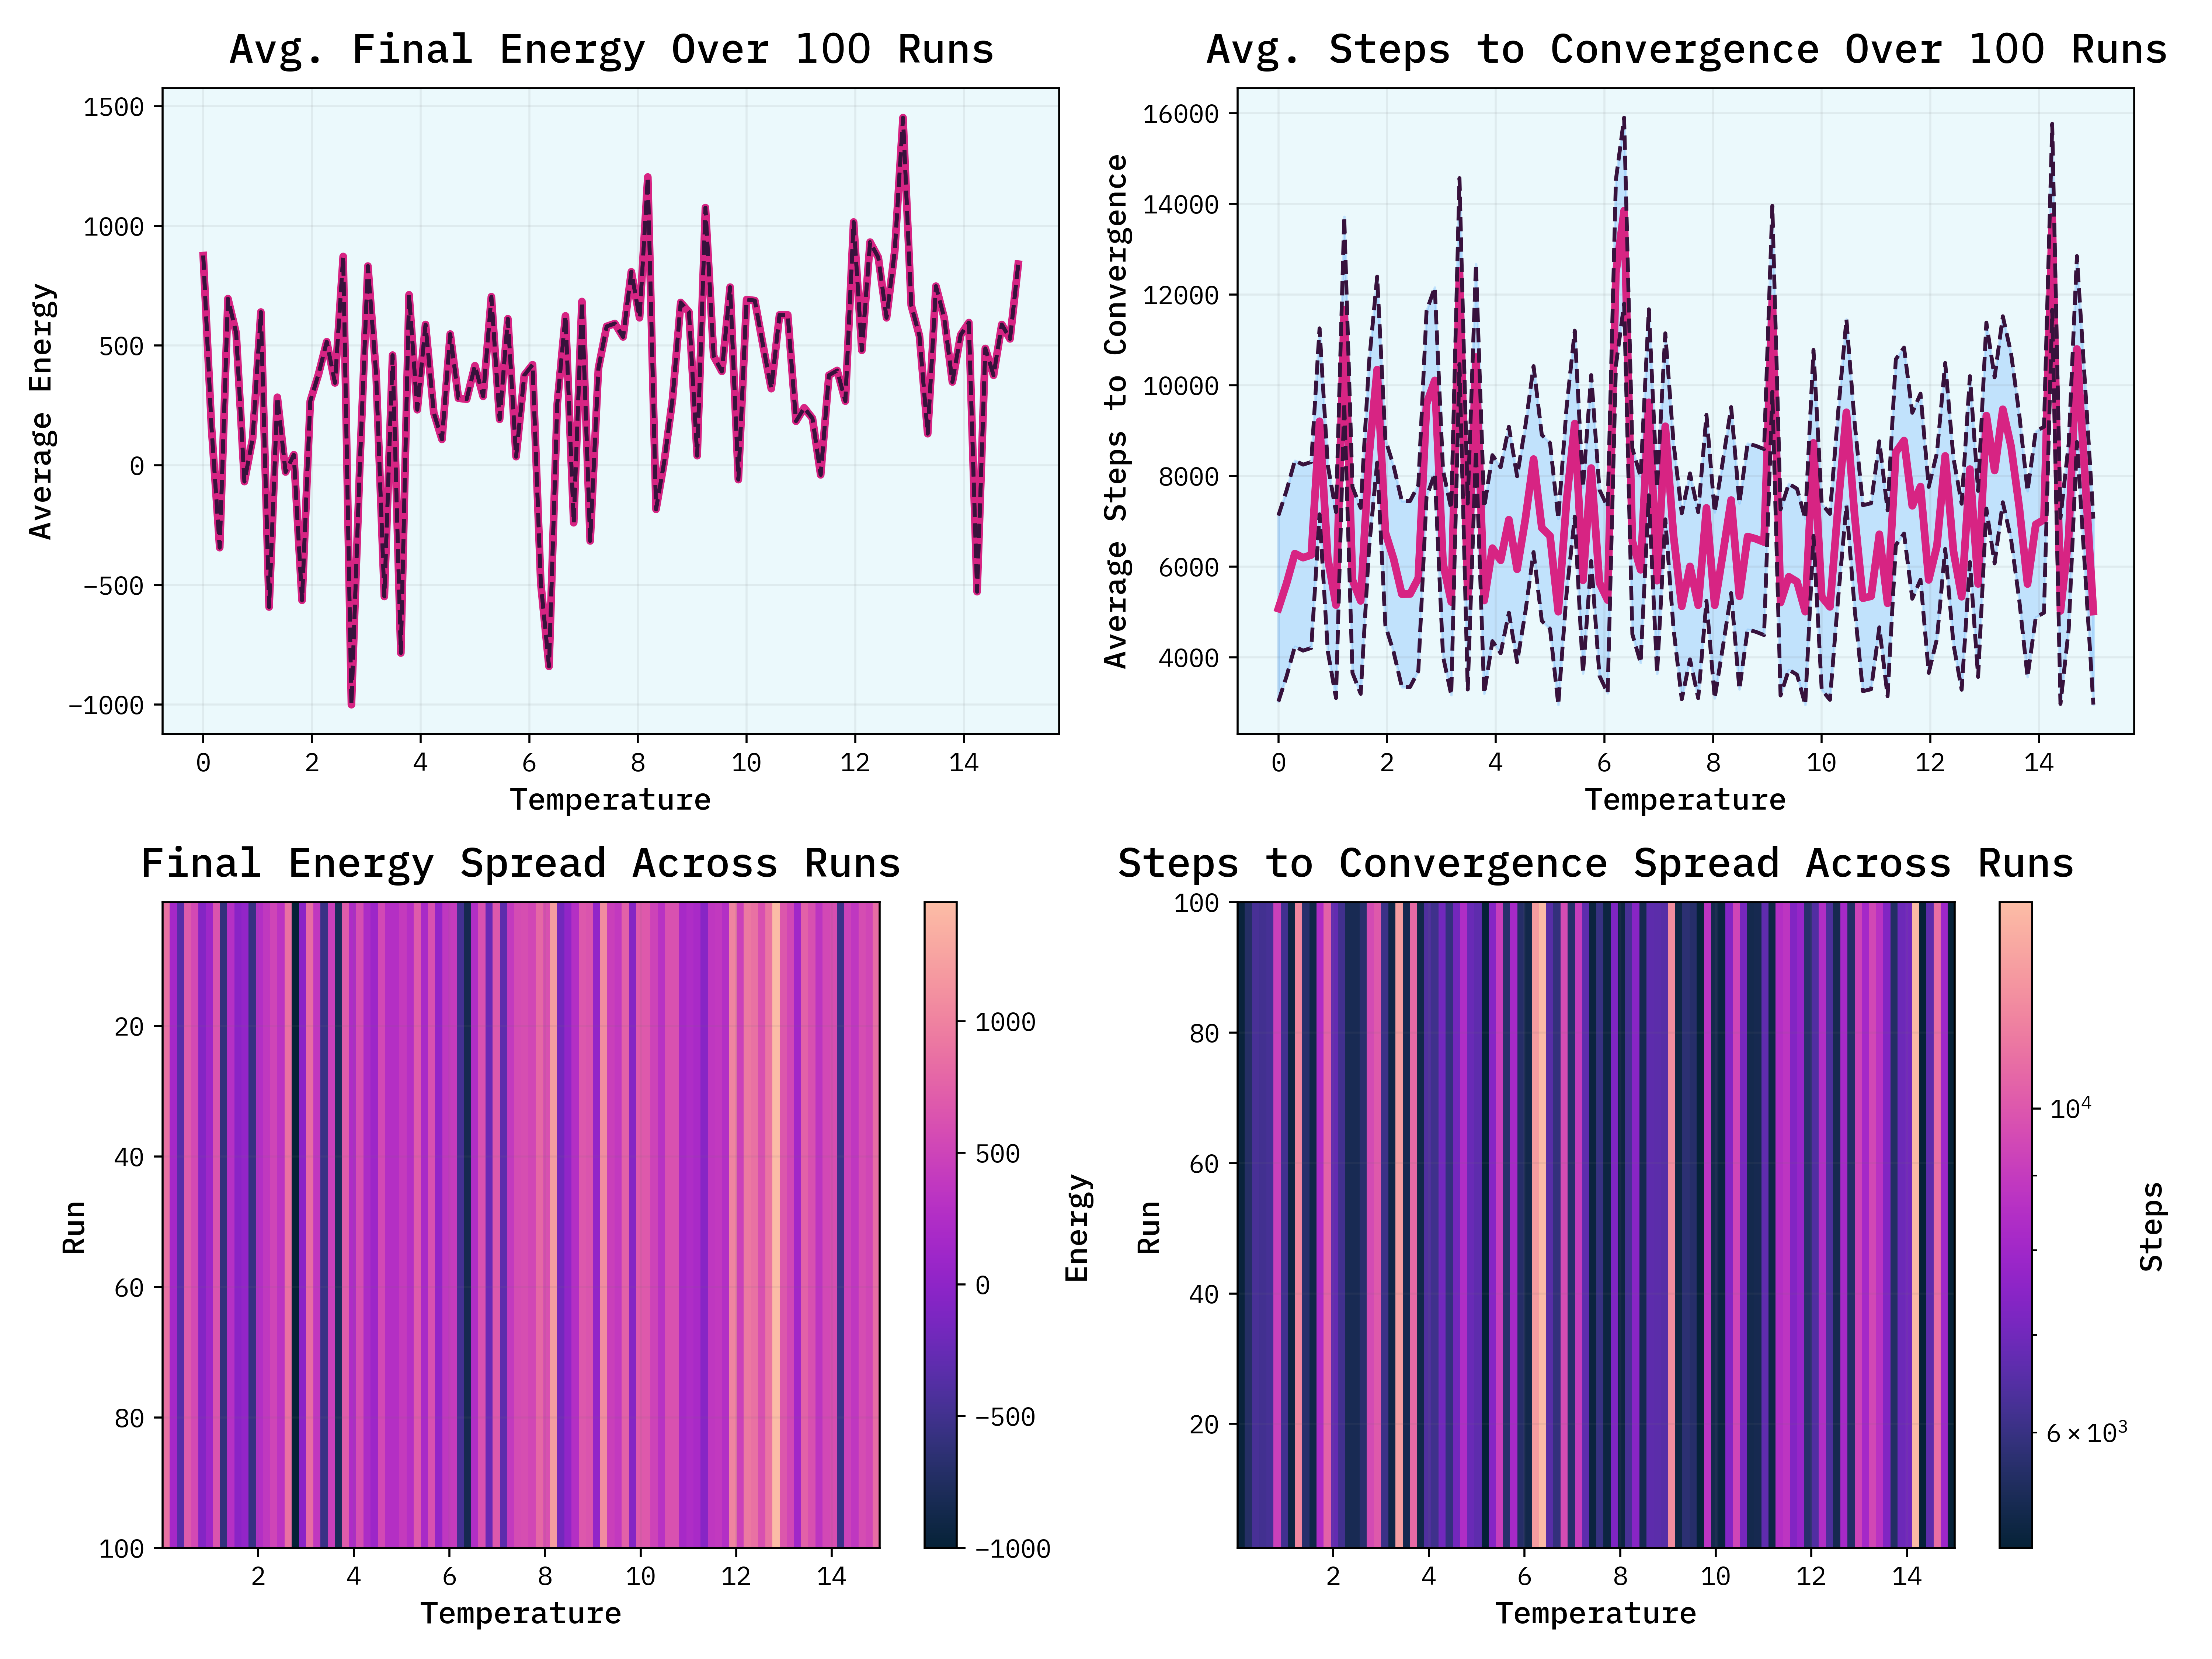 Avg. Final Energy Over 100 Runs
Average Energy
1500
1000
500
0
−500
−1000
0 2 4 6 8 10 12 14
Temperature
Avg. Steps to Convergence Over 100 Runs
Average Steps to Convergence
16000
14000
12000
10000
8000
6000
4000
0 2 4 6 8 10 12 14
Temperature
Final Energy Spread Across Runs
Run
20
40
60
80
100
2 4 6 8 10 12 14
Temperature
1000
500
0
−500
−1000
Energy
Steps to Convergence Spread Across Runs
Run
100
80
60
40
20
2 4 6 8 10 12 14
Temperature
10⁴
6 × 10³
Steps